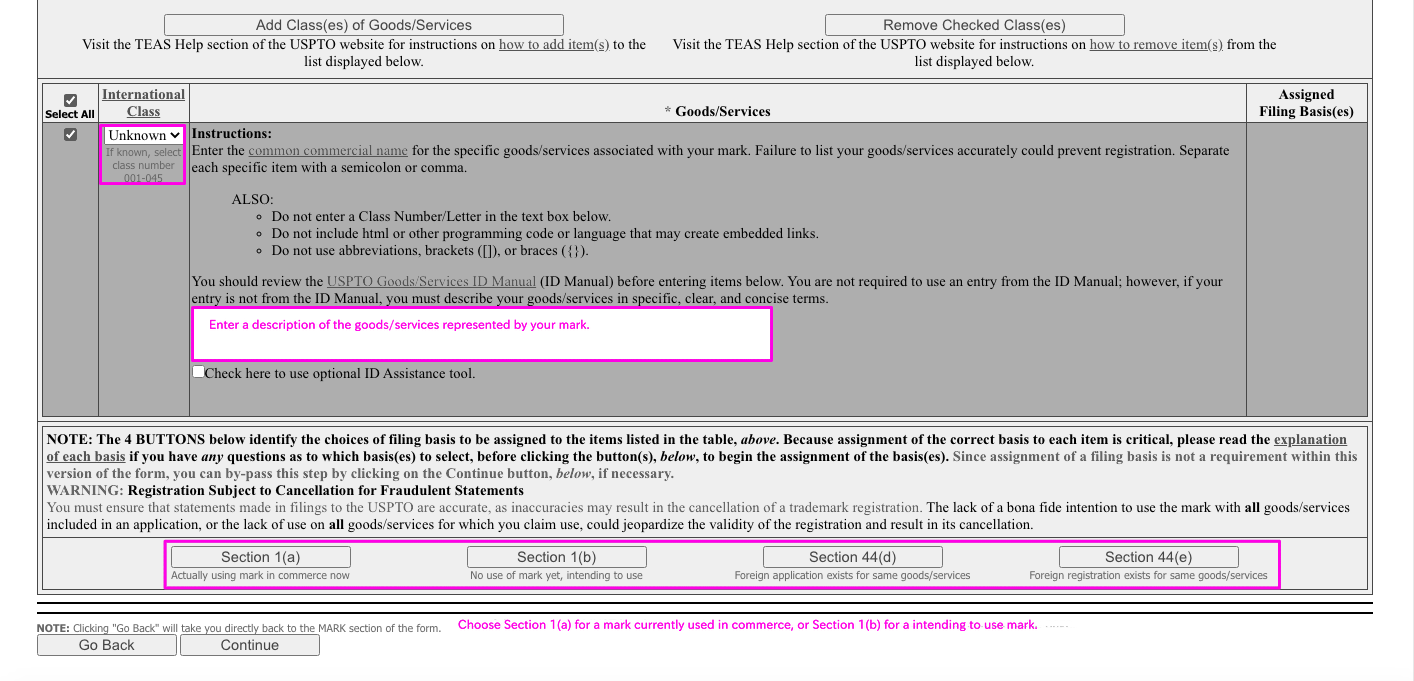 Add Class(es) of Goods/Services
Remove Checked Class(es)
Visit the TEAS Help section of the USPTO website for instructions on how to add item(s) to the
list displayed below.
Visit the TEAS Help section of the USPTO website for instructions on how to remove item(s) from the
list displayed below.
Select All
International
Class
* Goods/Services
Assigned
Filing Basis(es)
Unknown
If known, select
class number
001-045
Instructions:
Enter the common commercial name for the specific goods/services associated with your mark. Failure to list your goods/services accurately could prevent registration. Separate
each specific item with a semicolon or comma.
ALSO:
◦ Do not enter a Class Number/Letter in the text box below.
◦ Do not include html or other programming code or language that may create embedded links.
◦ Do not use abbreviations, brackets ([]), or braces ({}).
You should review the USPTO Goods/Services ID Manual (ID Manual) before entering items below. You are not required to use an entry from the ID Manual; however, if your
entry is not from the ID Manual, you must describe your goods/services in specific, clear, and concise terms.
Enter a description of the goods/services represented by your mark.
Check here to use optional ID Assistance tool.
NOTE: The 4 BUTTONS below identify the choices of filing basis to be assigned to the items listed in the table, above. Because assignment of the correct basis to each item is critical, please read the explanation
of each basis if you have any questions as to which basis(es) to select, before clicking the button(s), below, to begin the assignment of the basis(es). Since assignment of a filing basis is not a requirement within this
version of the form, you can by-pass this step by clicking on the Continue button, below, if necessary.
WARNING: Registration Subject to Cancellation for Fraudulent Statements
You must ensure that statements made in filings to the USPTO are accurate, as inaccuracies may result in the cancellation of a trademark registration. The lack of a bona fide intention to use the mark with all goods/services
included in an application, or the lack of use on all goods/services for which you claim use, could jeopardize the validity of the registration and result in its cancellation.
Section 1(a)
Actually using mark in commerce now
Section 1(b)
No use of mark yet, intending to use
Section 44(d)
Foreign application exists for same goods/services
Section 44(e)
Foreign registration exists for same goods/services
NOTE: Clicking "Go Back" will take you directly back to the MARK section of the form.
Choose Section 1(a) for a mark currently used in commerce, or Section 1(b) for a intending to use mark.
Go Back
Continue